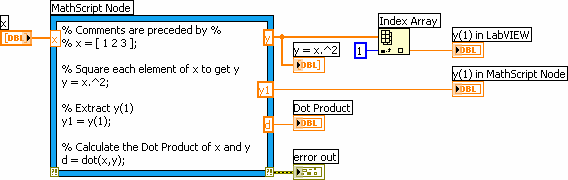 MathScript Node
x
DBL
x
% Comments are preceded by %
% x = [ 1 2 3 ];
% Square each element of x to get y
y = x.^2;
% Extract y(1)
y1 = y(1);
% Calculate the Dot Product of x and y
d = dot(x,y);
y
y1
d
?!
?!
Index Array
1
y = x.^2
DBL
y(1) in LabVIEW
DBL
y(1) in MathScript Node
DBL
Dot Product
DBL
error out